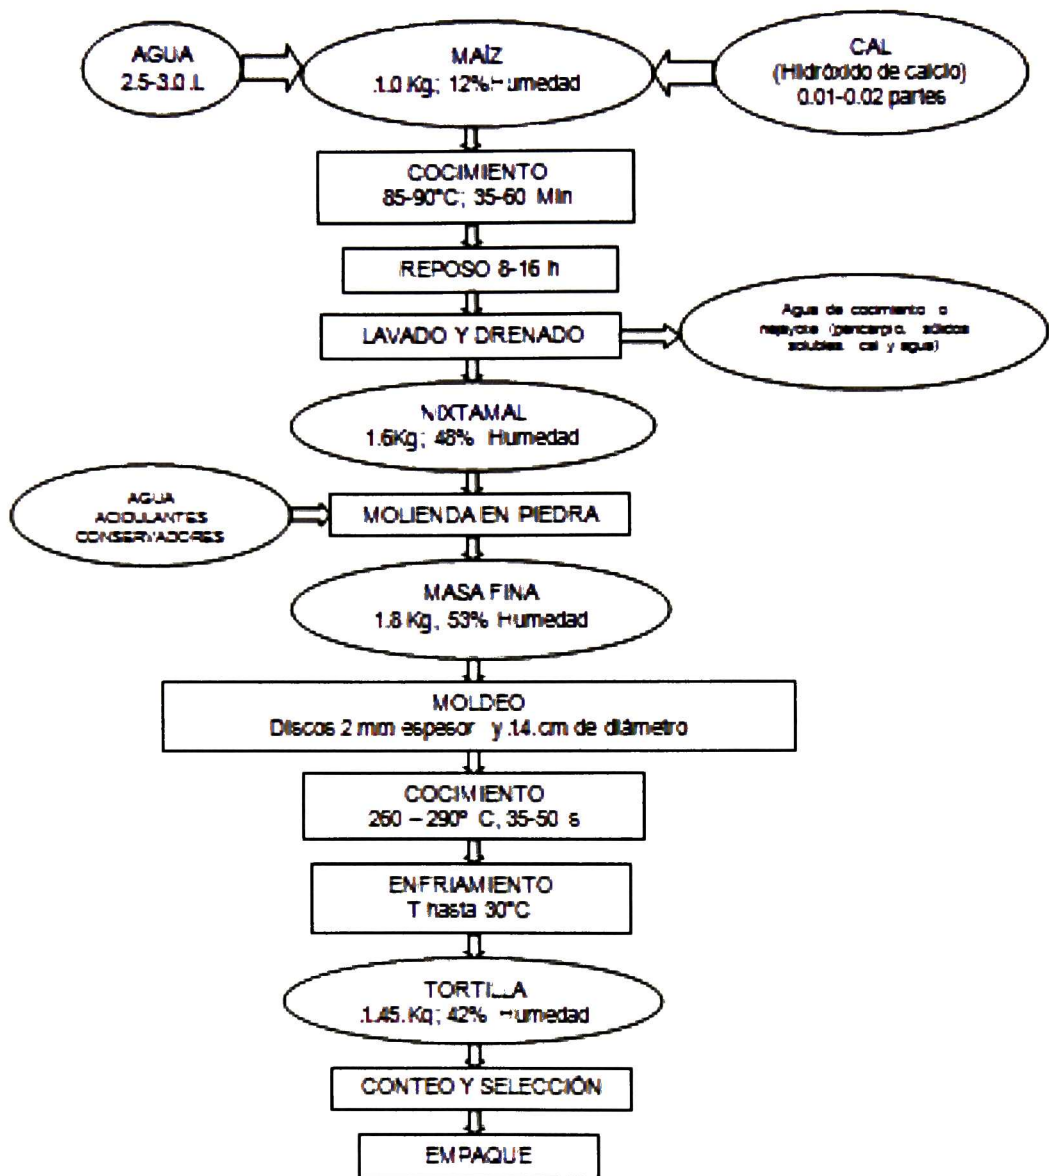 AGUA
2.5-3.0 L
MAÍZ
1.0 Kg; 12% Humedad
CAL
(Hidróxido de calcio)
0.01-0.02 partes
COCIMIENTO
85-90°C; 35-60 Min
REPOSO 8-16 h
LAVADO Y DRENADO
Agua de cocimiento o
nejayote (pericarpio, sólidos
solubles, cal y agua)
NIXTAMAL
1.6Kg; 48% Humedad
AGUA
ACIDULANTES
CONSERVADORES
MOLIENDA EN PIEDRA
MASA FINA
1.8 Kg; 53% Humedad
MOLDEO
Discos 2 mm espesor y 14 cm de diámetro
COCIMIENTO
260 – 290° C, 35-50 s
ENFRIAMIENTO
T hasta 30°C
TORTILLA
1.45 Kg; 42% Humedad
CONTEO Y SELECCIÓN
EMPAQUE